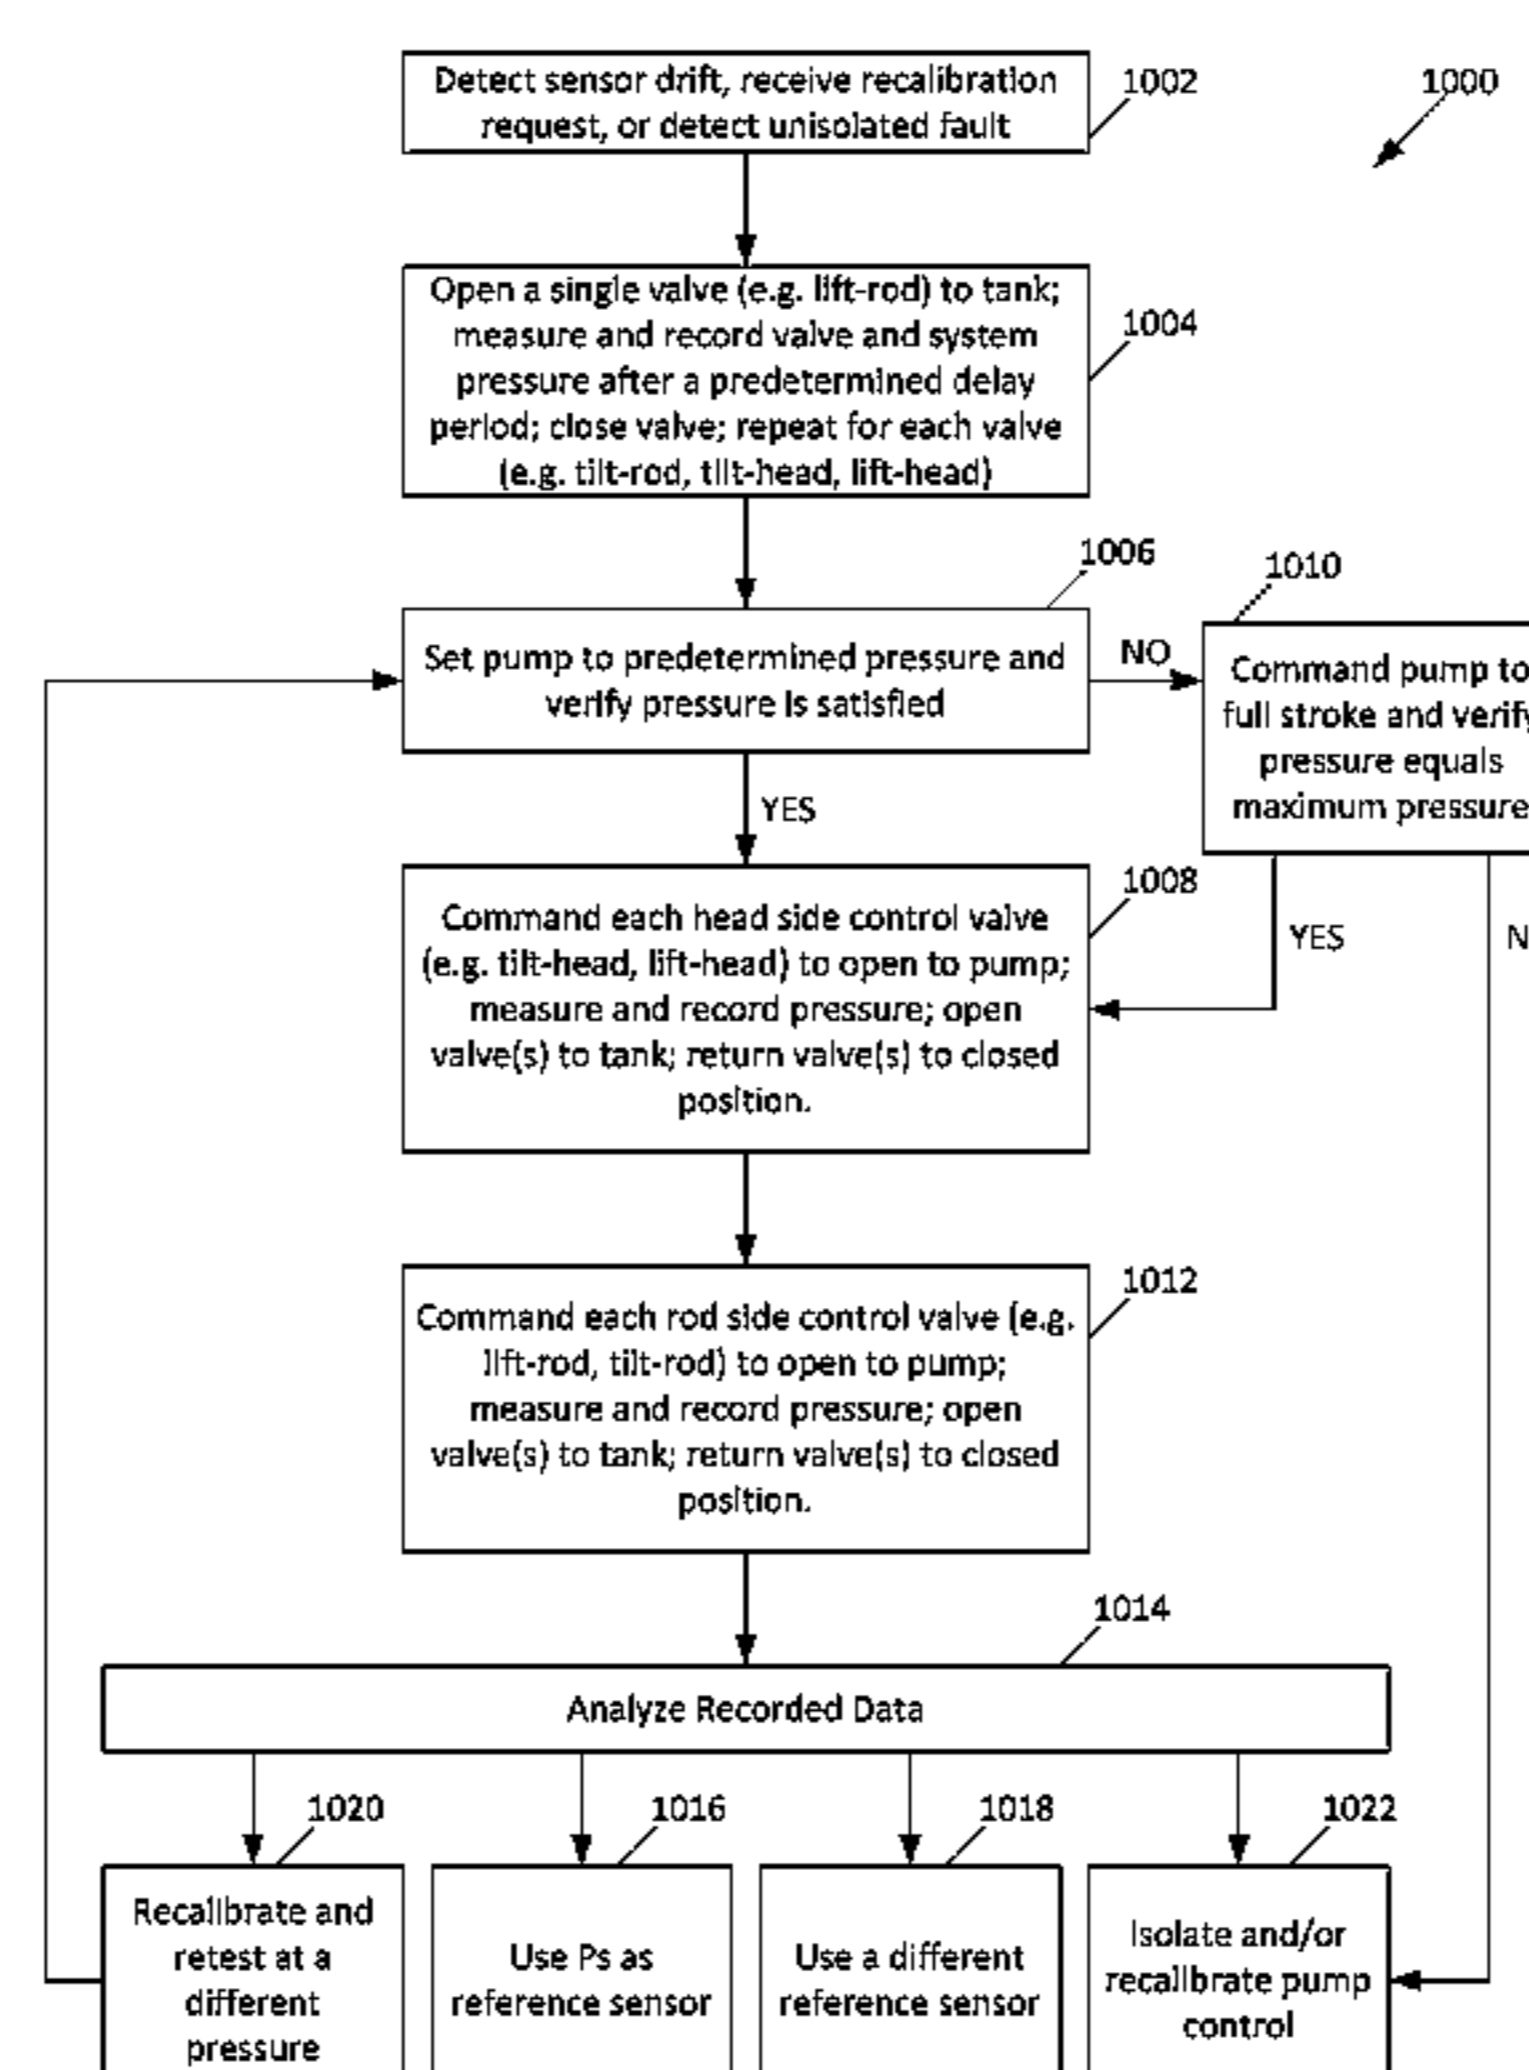 Detect sensor drift, receive recalibration
request, or detect unisolated fault
1002
1000
Open a single valve (e.g. lift-rod) to tank;
measure and record valve and system
pressure after a predetermined delay
period; close valve; repeat for each valve
(e.g. tilt-rod, tilt-head, lift-head)
1004
1006
Set pump to predetermined pressure and
verify pressure is satisfied
NO
1010
Command pump to
full stroke and verify
pressure equals
maximum pressure
YES
1008
Command each head side control valve
(e.g. tilt-head, lift-head) to open to pump;
measure and record pressure; open
valve(s) to tank; return valve(s) to closed
position.
YES
N
1012
Command each rod side control valve (e.g.
lift-rod, tilt-rod) to open to pump;
measure and record pressure; open
valve(s) to tank; return valve(s) to closed
position.
1014
Analyze Recorded Data
1020
1016
1018
1022
Recalibrate and
retest at a
different
pressure
Use Ps as
reference sensor
Use a different
reference sensor
Isolate and/or
recalibrate pump
control